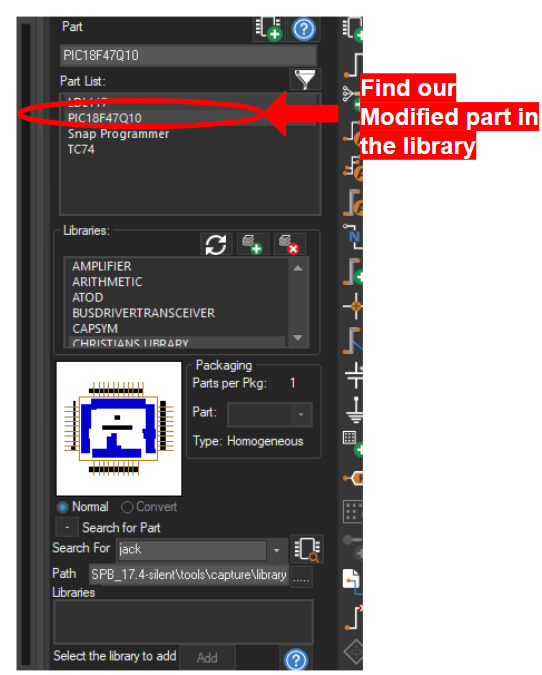 Part
PIC18F47Q10
Part List:
PIC18F47Q10
Snap Programmer
TC74
Find our
Modified part in
the library
Libraries:
AMPLIFIER
ARITHMETIC
ATOD
BUSDRIVERTRANSCEIVER
CAPSYM
CHRISTIANS LIBRARY
Packaging
Parts per Pkg: 1
Part:
Type: Homogeneous
Normal Convert
- Search for Part
Search For jack
Path SPB_17.4-silent\tools\capture\library .....
Libraries
Select the library to add Add